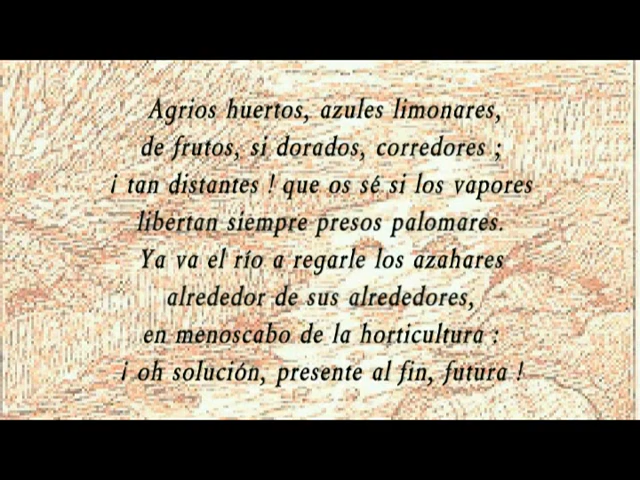 Agrios huertos, azules limonares,
de frutos, si dorados, corredores ;
¡ tan distantes ! que os sé si los vapores
libertan siempre presos palomares.
Ya va el río a regarle los azahares
alrededor de sus alrededores,
en menoscabo de la horticultura :
¡ oh solución, presente al fin, futura !